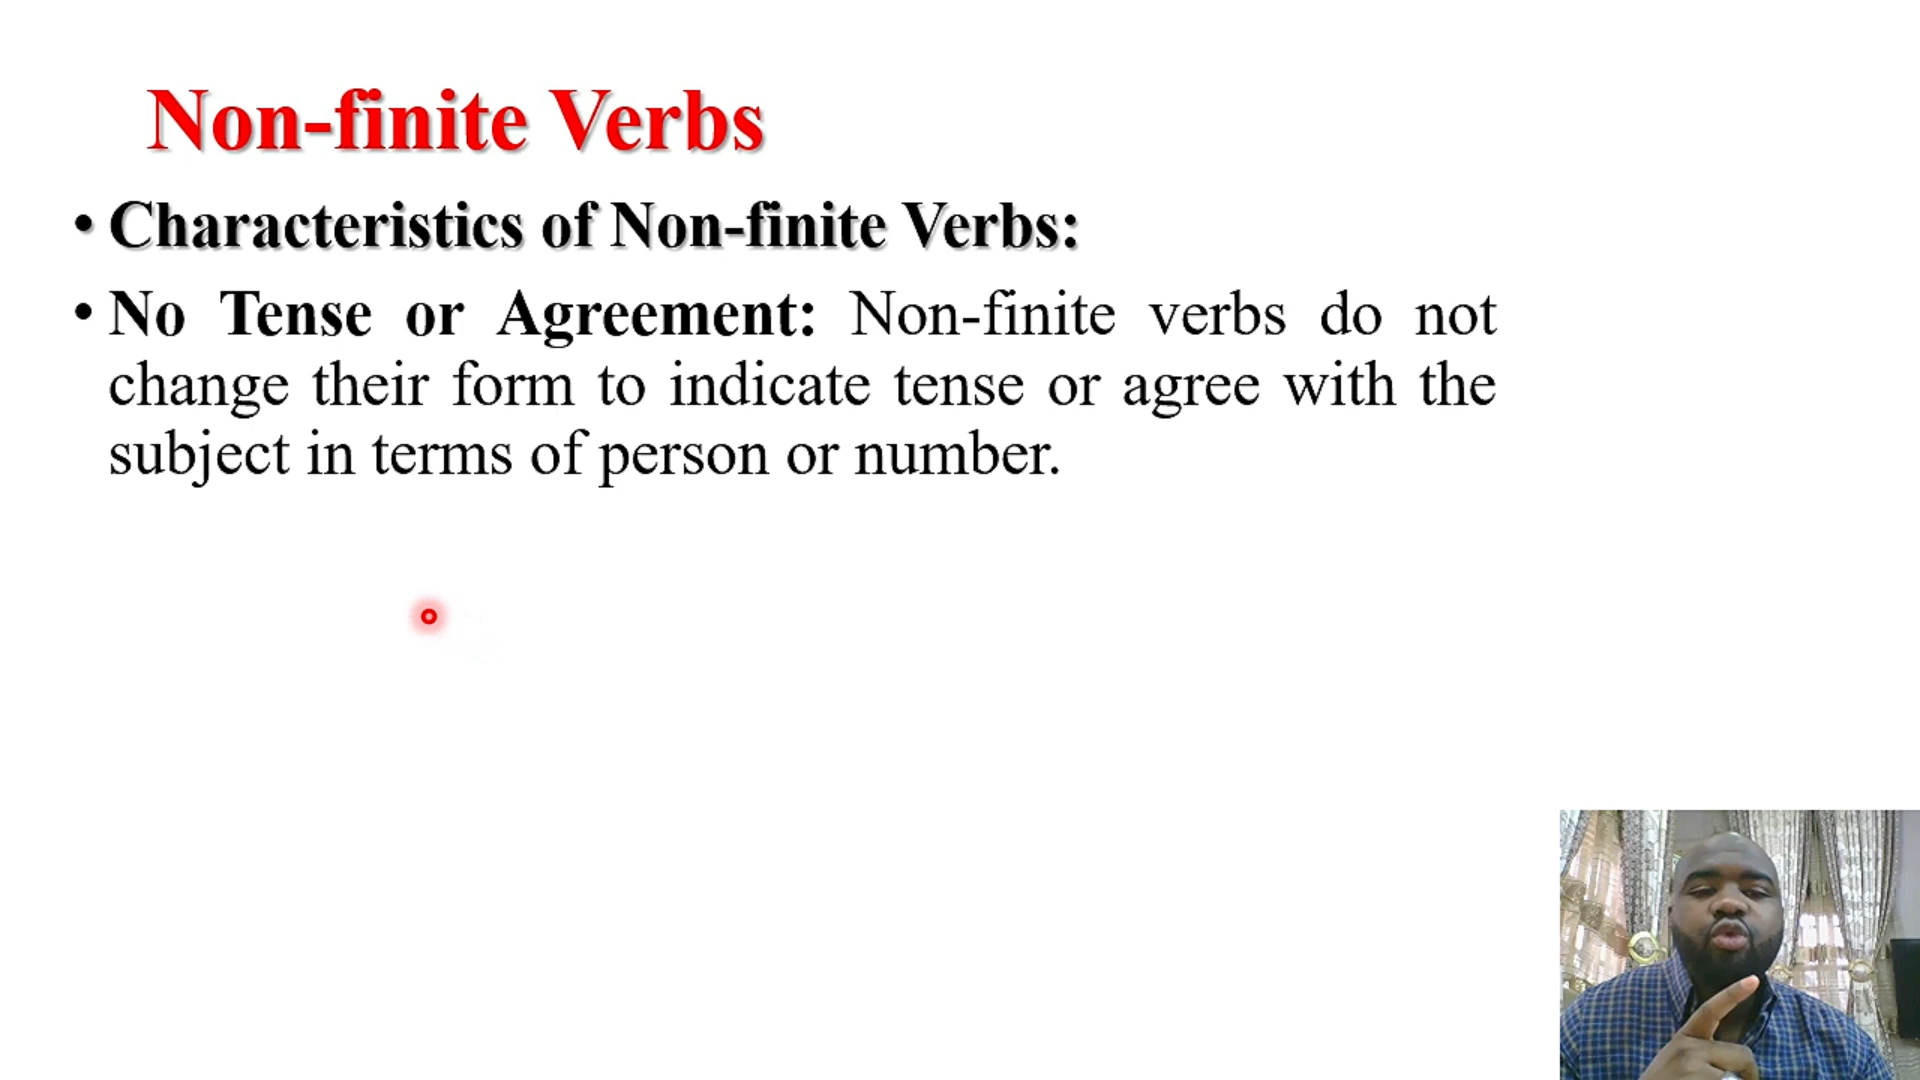 Non-finite Verbs
• Characteristics of Non-finite Verbs:
• No Tense or Agreement: Non-finite verbs do not
change their form to indicate tense or agree with the
subject in terms of person or number.